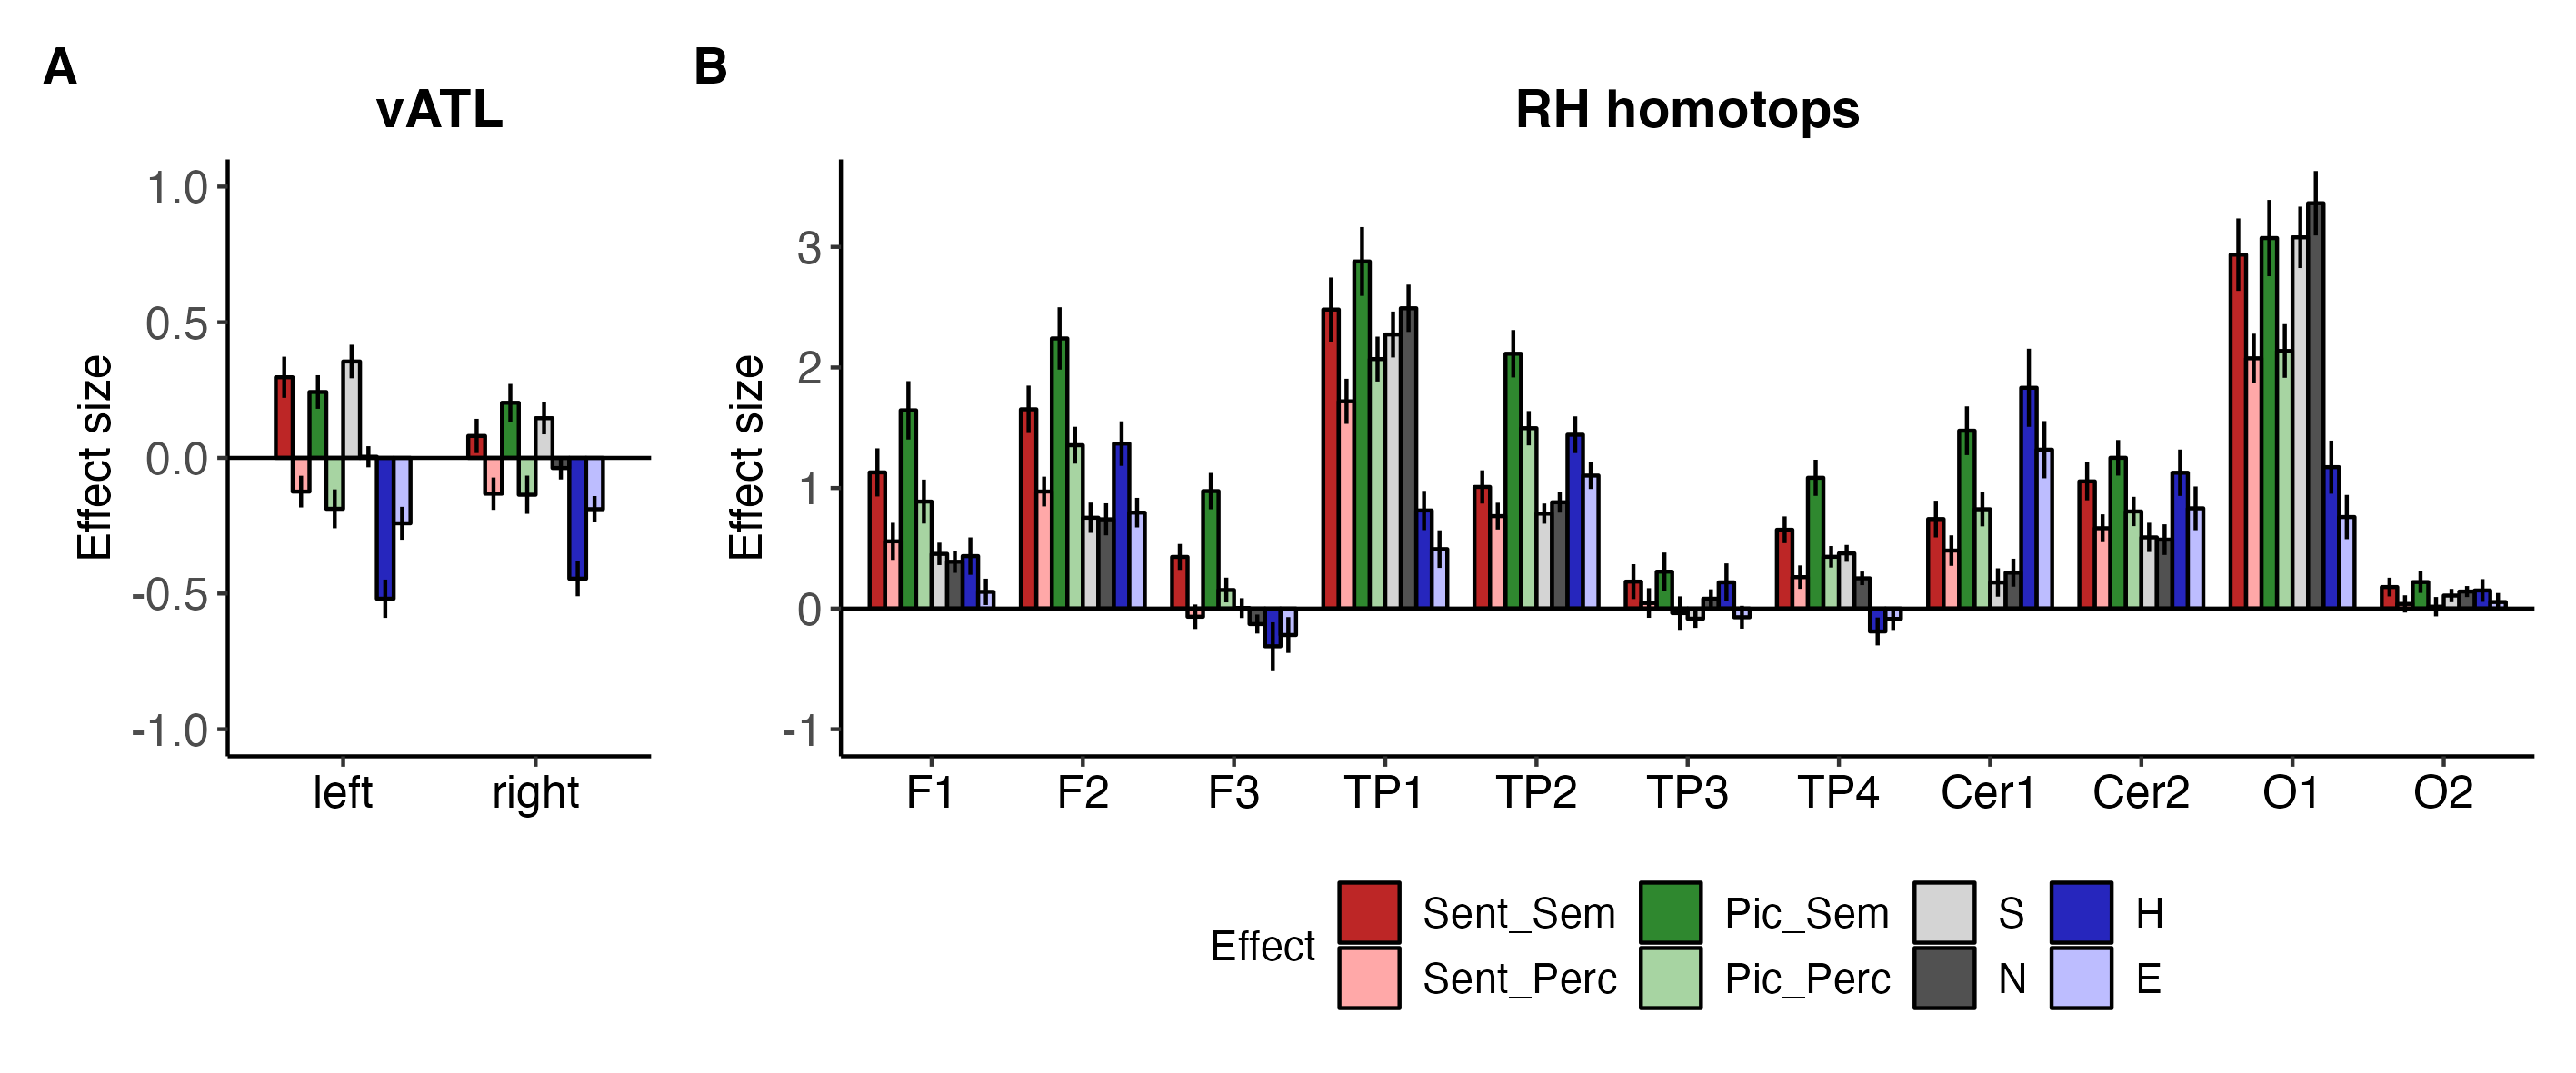 A
B
vATL
RH homotops
Effect size
1.0
0.5
0.0
-0.5
-1.0
left right
Effect size
3
2
1
0
-1
F1 F2 F3 TP1 TP2 TP3 TP4 Cer1 Cer2 O1 O2
Effect
Sent_Sem Pic_Sem S H
Sent_Perc Pic_Perc N E